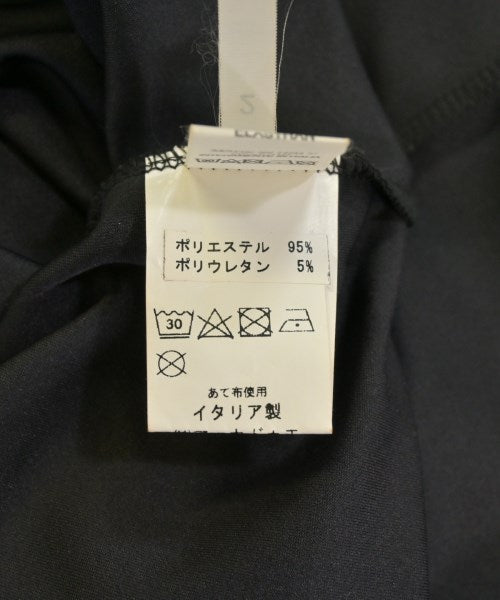 ELASTHAN
ポリエステル 95%
ポリウレタン 5%
30
あて布使用
イタリア製